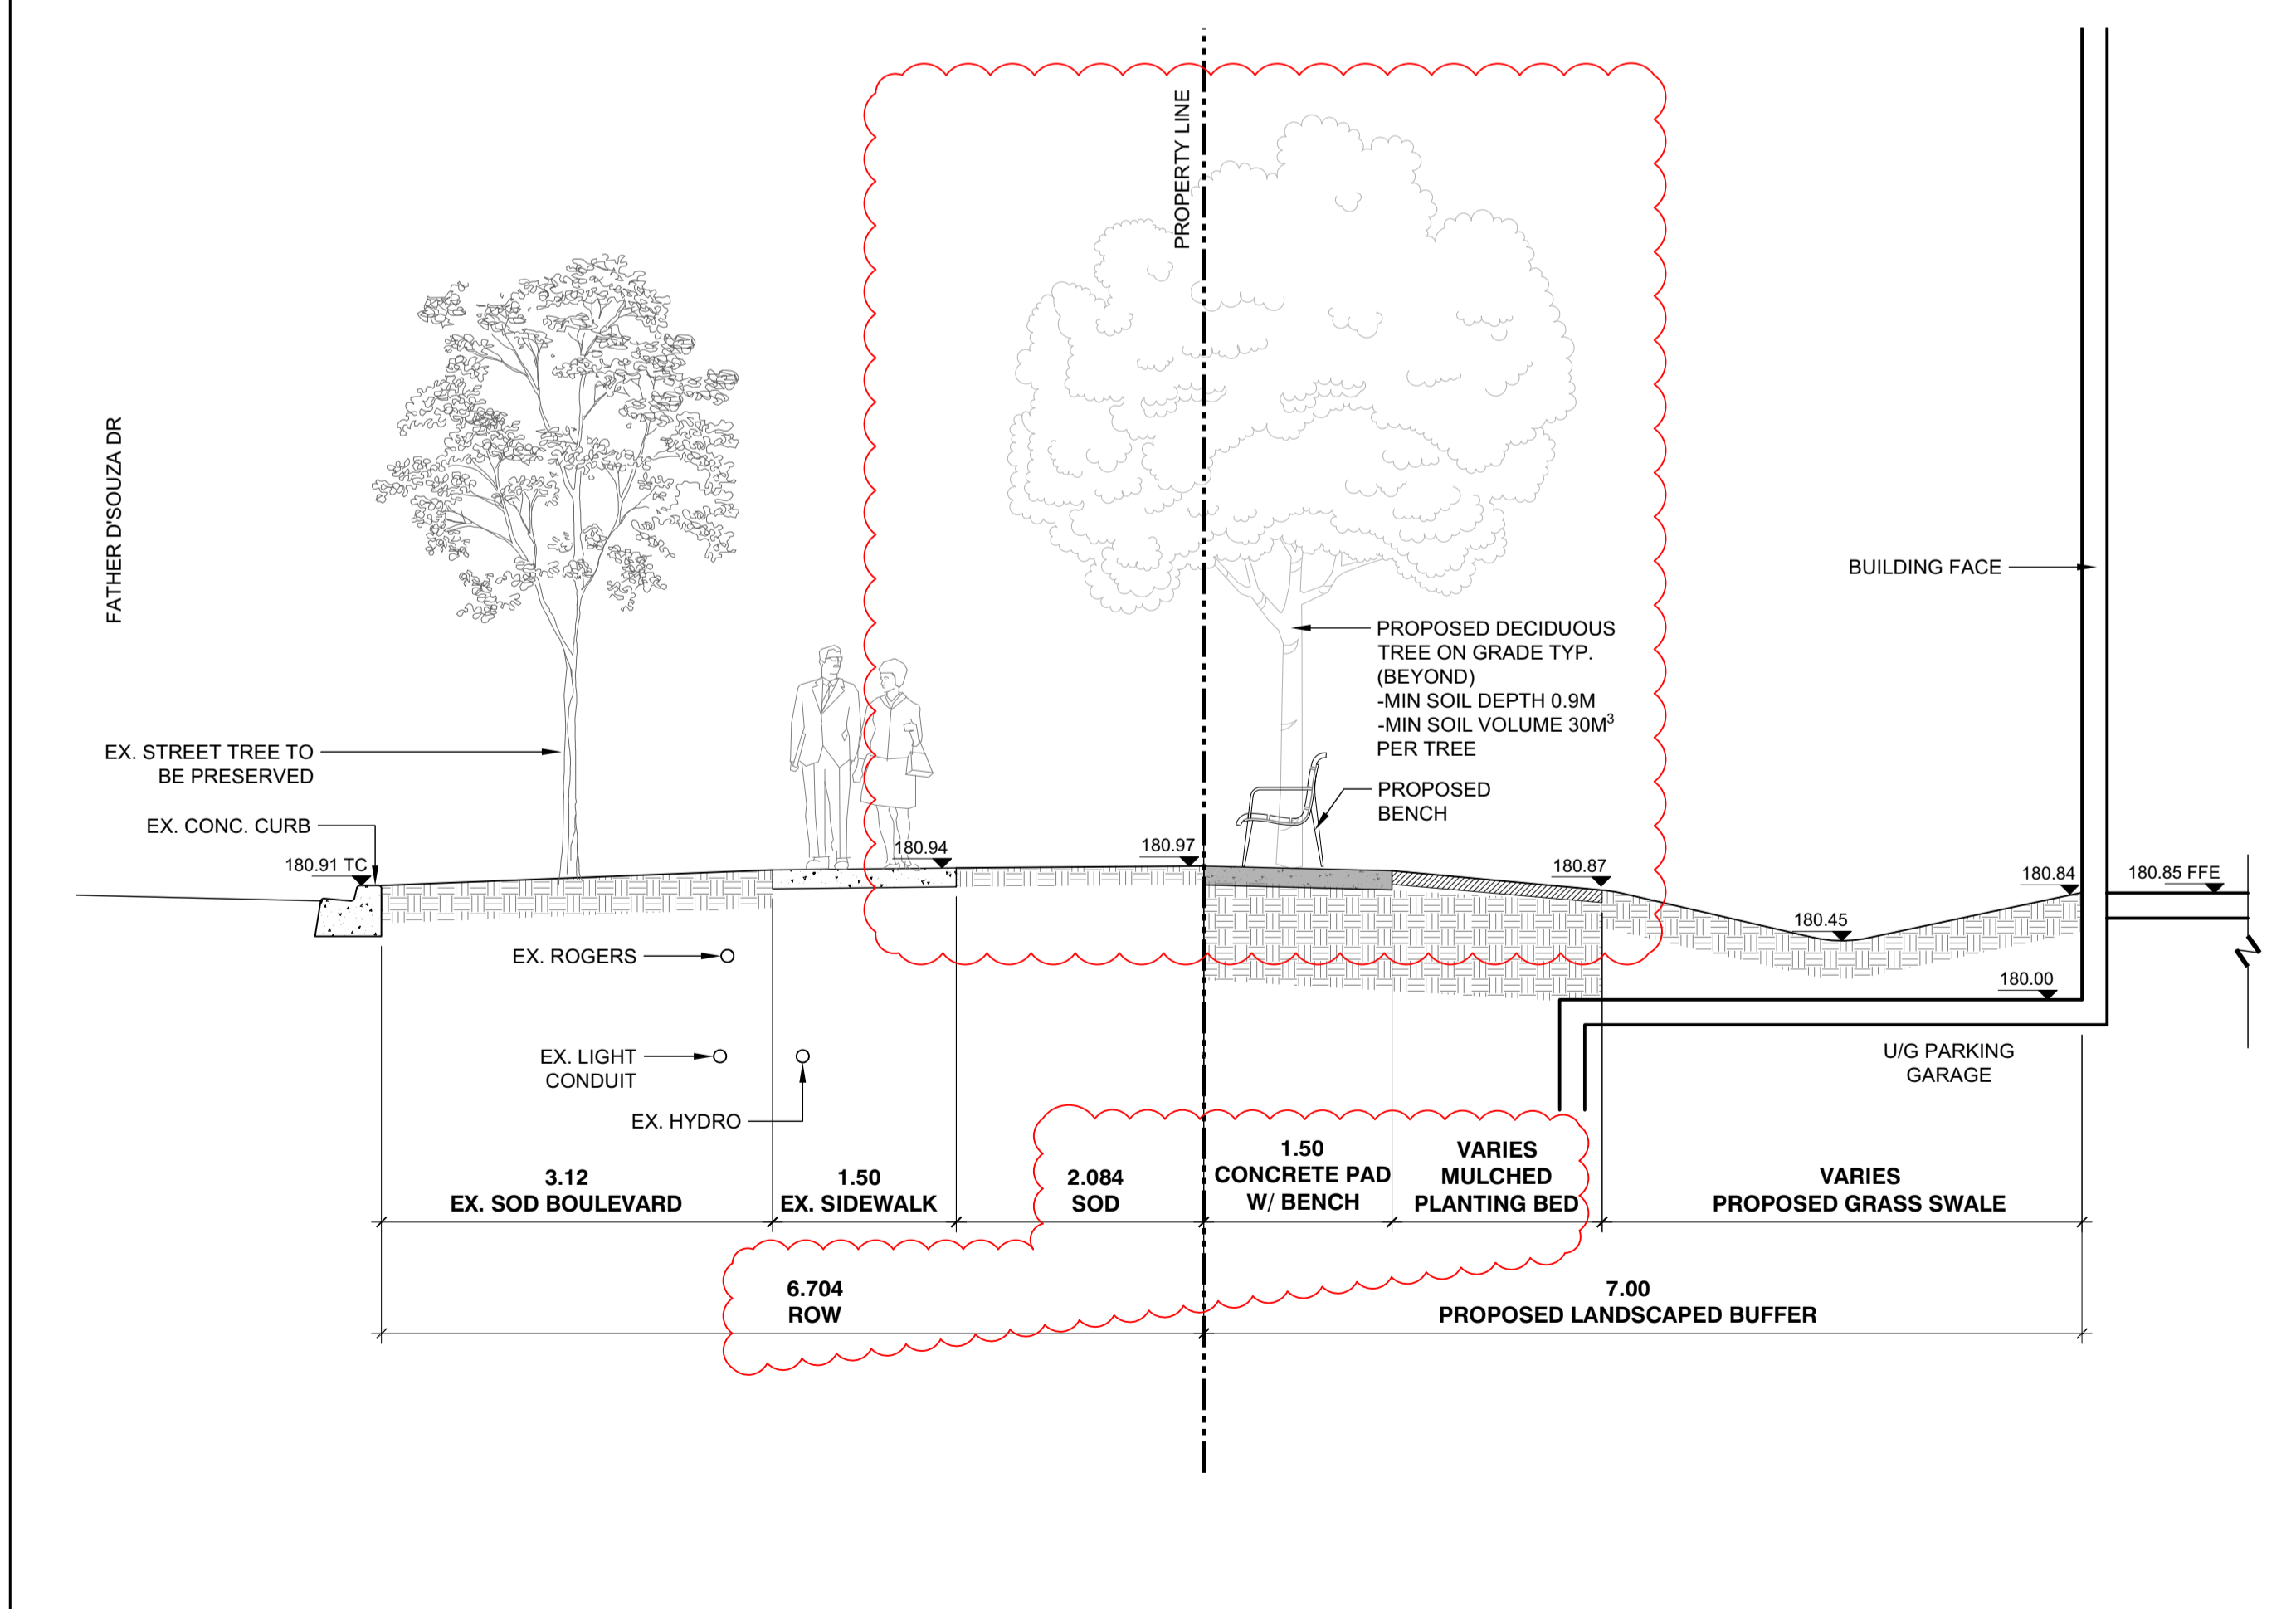 PROPERTY LINE
FATHER D'SOUZA DR
BUILDING FACE
PROPOSED DECIDUOUS
TREE ON GRADE TYP.
(BEYOND)
-MIN SOIL DEPTH 0.9M
-MIN SOIL VOLUME 30M³
PER TREE
EX. STREET TREE TO
BE PRESERVED
PROPOSED
BENCH
EX. CONC. CURB
180.91 TC
180.94
180.97
180.87
180.84
180.85 FFE
180.45
EX. ROGERS
180.00
EX. LIGHT
CONDUIT
U/G PARKING
GARAGE
EX. HYDRO
3.12
EX. SOD BOULEVARD
1.50
EX. SIDEWALK
2.084
SOD
1.50
CONCRETE PAD
W/ BENCH
VARIES
MULCHED
PLANTING BED
VARIES
PROPOSED GRASS SWALE
6.704
ROW
7.00
PROPOSED LANDSCAPED BUFFER